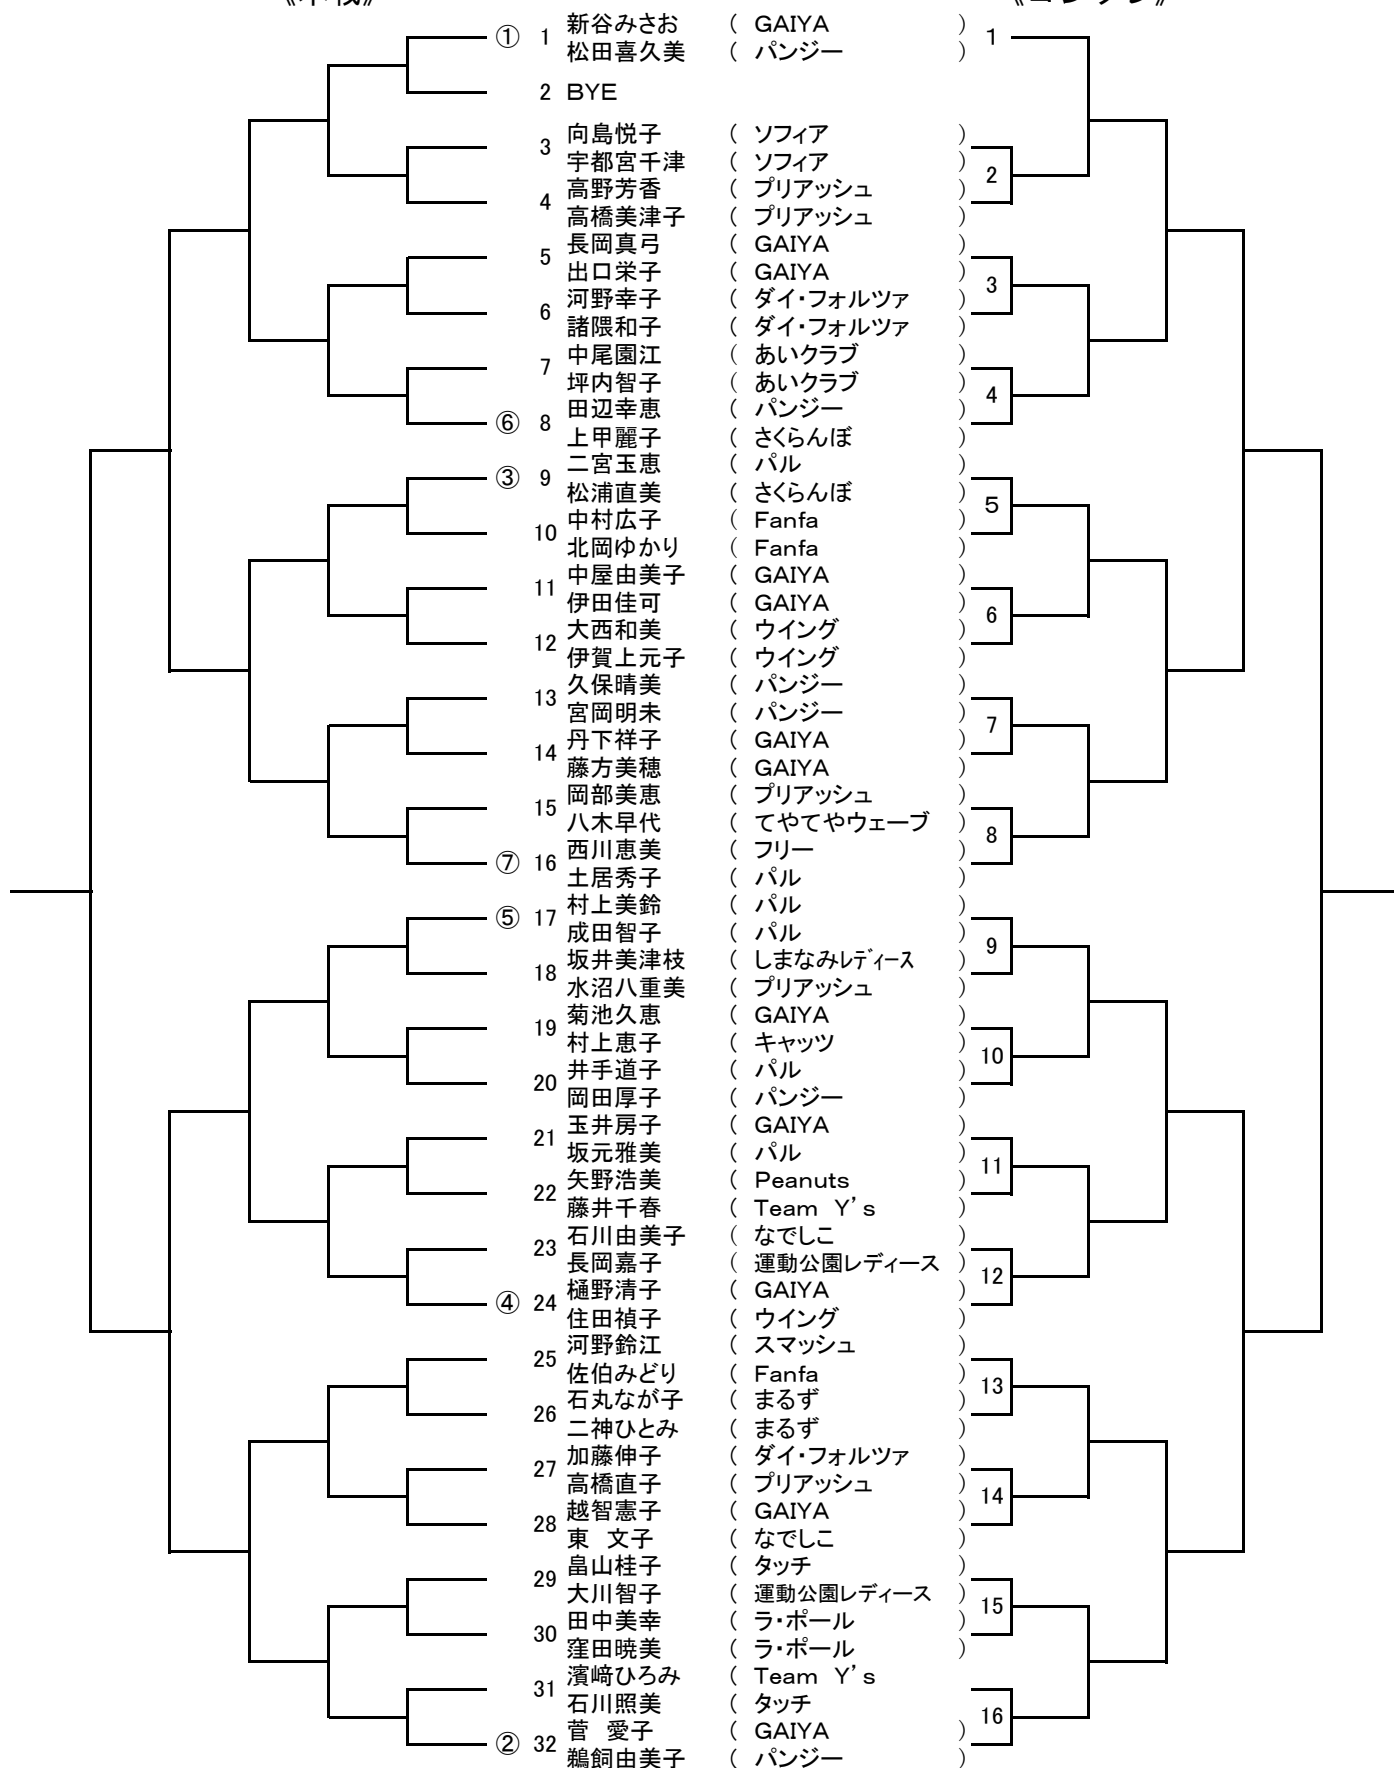 《本戦》 《コンソレ》
① 1 新谷みさお ( GAIYA ) 1
松田喜久美 ( パンジー )
2 BYE
3 向島悦子 ( ソフィア )
宇都宮千津 ( ソフィア ) 2
4 高野芳香 ( プリアッシュ )
高橋美津子 ( プリアッシュ )
5 長岡真弓 ( GAIYA )
出口栄子 ( GAIYA ) 3
6 河野幸子 ( ダイ・フォルツァ )
諸隈和子 ( ダイ・フォルツァ )
7 中尾園江 ( あいクラブ )
坪内智子 ( あいクラブ ) 4
⑥ 8 田辺幸恵 ( パンジー )
上甲麗子 ( さくらんぼ )
③ 9 二宮玉恵 ( パル )
松浦直美 ( さくらんぼ ) 5
10 中村広子 ( Fanfa )
北岡ゆかり ( Fanfa )
11 中屋由美子 ( GAIYA )
伊田佳可 ( GAIYA ) 6
12 大西和美 ( ウイング )
伊賀上元子 ( ウイング )
13 久保晴美 ( パンジー )
宮岡明未 ( パンジー ) 7
14 丹下祥子 ( GAIYA )
藤方美穂 ( GAIYA )
15 岡部美恵 ( プリアッシュ )
八木早代 ( てやてやウェーブ ) 8
⑦ 16 西川恵美 ( フリー )
土居秀子 ( パル )
⑤ 17 村上美鈴 ( パル )
成田智子 ( パル ) 9
18 坂井美津枝 ( しまなみレディース )
水沼八重美 ( プリアッシュ )
19 菊池久恵 ( GAIYA )
村上恵子 ( キャッツ ) 10
20 井手道子 ( パル )
岡田厚子 ( パンジー )
21 玉井房子 ( GAIYA )
坂元雅美 ( パル ) 11
22 矢野浩美 ( Peanuts )
藤井千春 ( Team Y's )
23 石川由美子 ( なでしこ )
長岡嘉子 ( 運動公園レディース ) 12
④ 24 樋野清子 ( GAIYA )
住田禎子 ( ウイング )
25 河野鈴江 ( スマッシュ )
佐伯みどり ( Fanfa ) 13
26 石丸なが子 ( まるず )
二神ひとみ ( まるず )
27 加藤伸子 ( ダイ・フォルツァ )
高橋直子 ( プリアッシュ ) 14
28 越智憲子 ( GAIYA )
東 文子 ( なでしこ )
29 畠山桂子 ( タッチ )
大川智子 ( 運動公園レディース ) 15
30 田中美幸 ( ラ・ポール )
窪田暁美 ( ラ・ポール )
31 濱﨑ひろみ ( Team Y's
石川照美 ( タッチ 16
② 32 菅 愛子 ( GAIYA )
鵜飼由美子 ( パンジー )